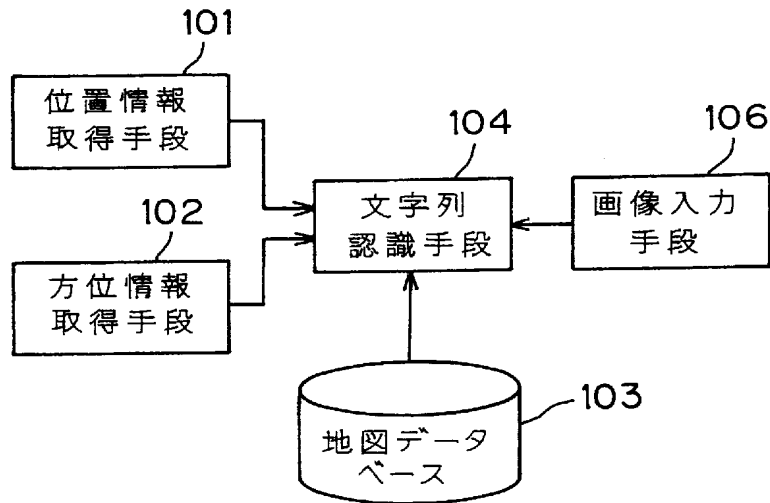 101
位置情報
取得手段
102
方位情報
取得手段
104
文字列
認識手段
106
画像入力
手段
103
地図データ
ベース